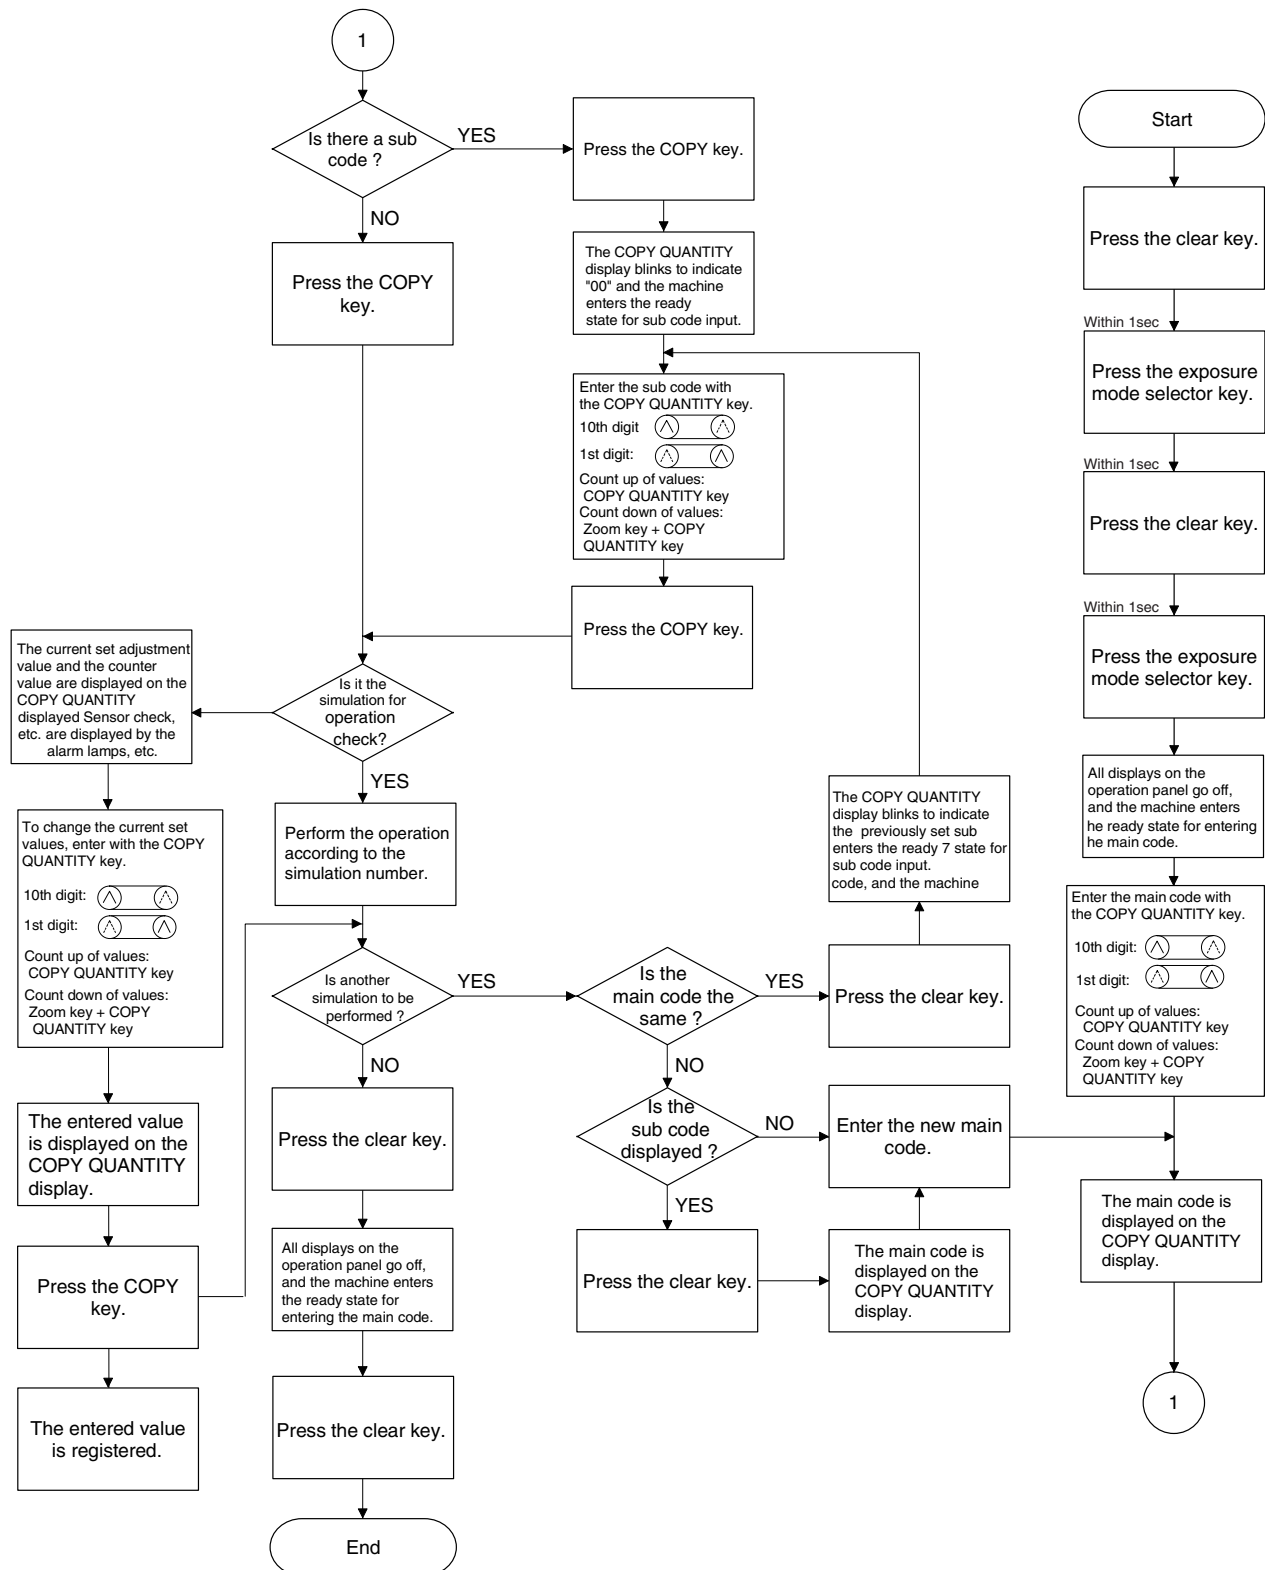 1
Is there a sub
code ?
YES
NO
Press the COPY
key.
Press the COPY key.
The COPY QUANTITY
display blinks to indicate
"00" and the machine
enters the ready
state for sub code input.
Enter the sub code with
the COPY QUANTITY key.
10th digit
1st digit:
Count up of values:
COPY QUANTITY key
Count down of values:
Zoom key + COPY
QUANTITY key
Press the COPY key.
Is it the
simulation for
operation
check?
YES
The current set adjustment
value and the counter
value are displayed on the
COPY QUANTITY
displayed Sensor check,
etc. are displayed by the
alarm lamps, etc.
To change the current set
values, enter with the COPY
QUANTITY key.
10th digit:
1st digit:
Count up of values:
COPY QUANTITY key
Count down of values:
Zoom key + COPY
QUANTITY key
The entered value
is displayed on the
COPY QUANTITY
display.
Press the COPY
key.
The entered value
is registered.
Perform the operation
according to the
simulation number.
Is another
simulation to be
performed ?
YES
NO
Press the clear key.
All displays on the
operation panel go off,
and the machine enters
the ready state for
entering the main code.
Press the clear key.
End
Is the
main code the
same ?
YES
NO
Press the clear key.
The COPY QUANTITY
display blinks to indicate
the previously set sub
enters the ready 7 state for
sub code input.
code, and the machine
Is the
sub code
displayed ?
NO
YES
Press the clear key.
The main code is
displayed on the
COPY QUANTITY
display.
Enter the new main
code.
Start
Press the clear key.
Within 1sec
Press the exposure
mode selector key.
Within 1sec
Press the clear key.
Within 1sec
Press the exposure
mode selector key.
All displays on the
operation panel go off,
and the machine enters
he ready state for entering
he main code.
Enter the main code with
the COPY QUANTITY key.
10th digit:
1st digit:
Count up of values:
COPY QUANTITY key
Count down of values:
Zoom key + COPY
QUANTITY key
The main code is
displayed on the
COPY QUANTITY
display.
1